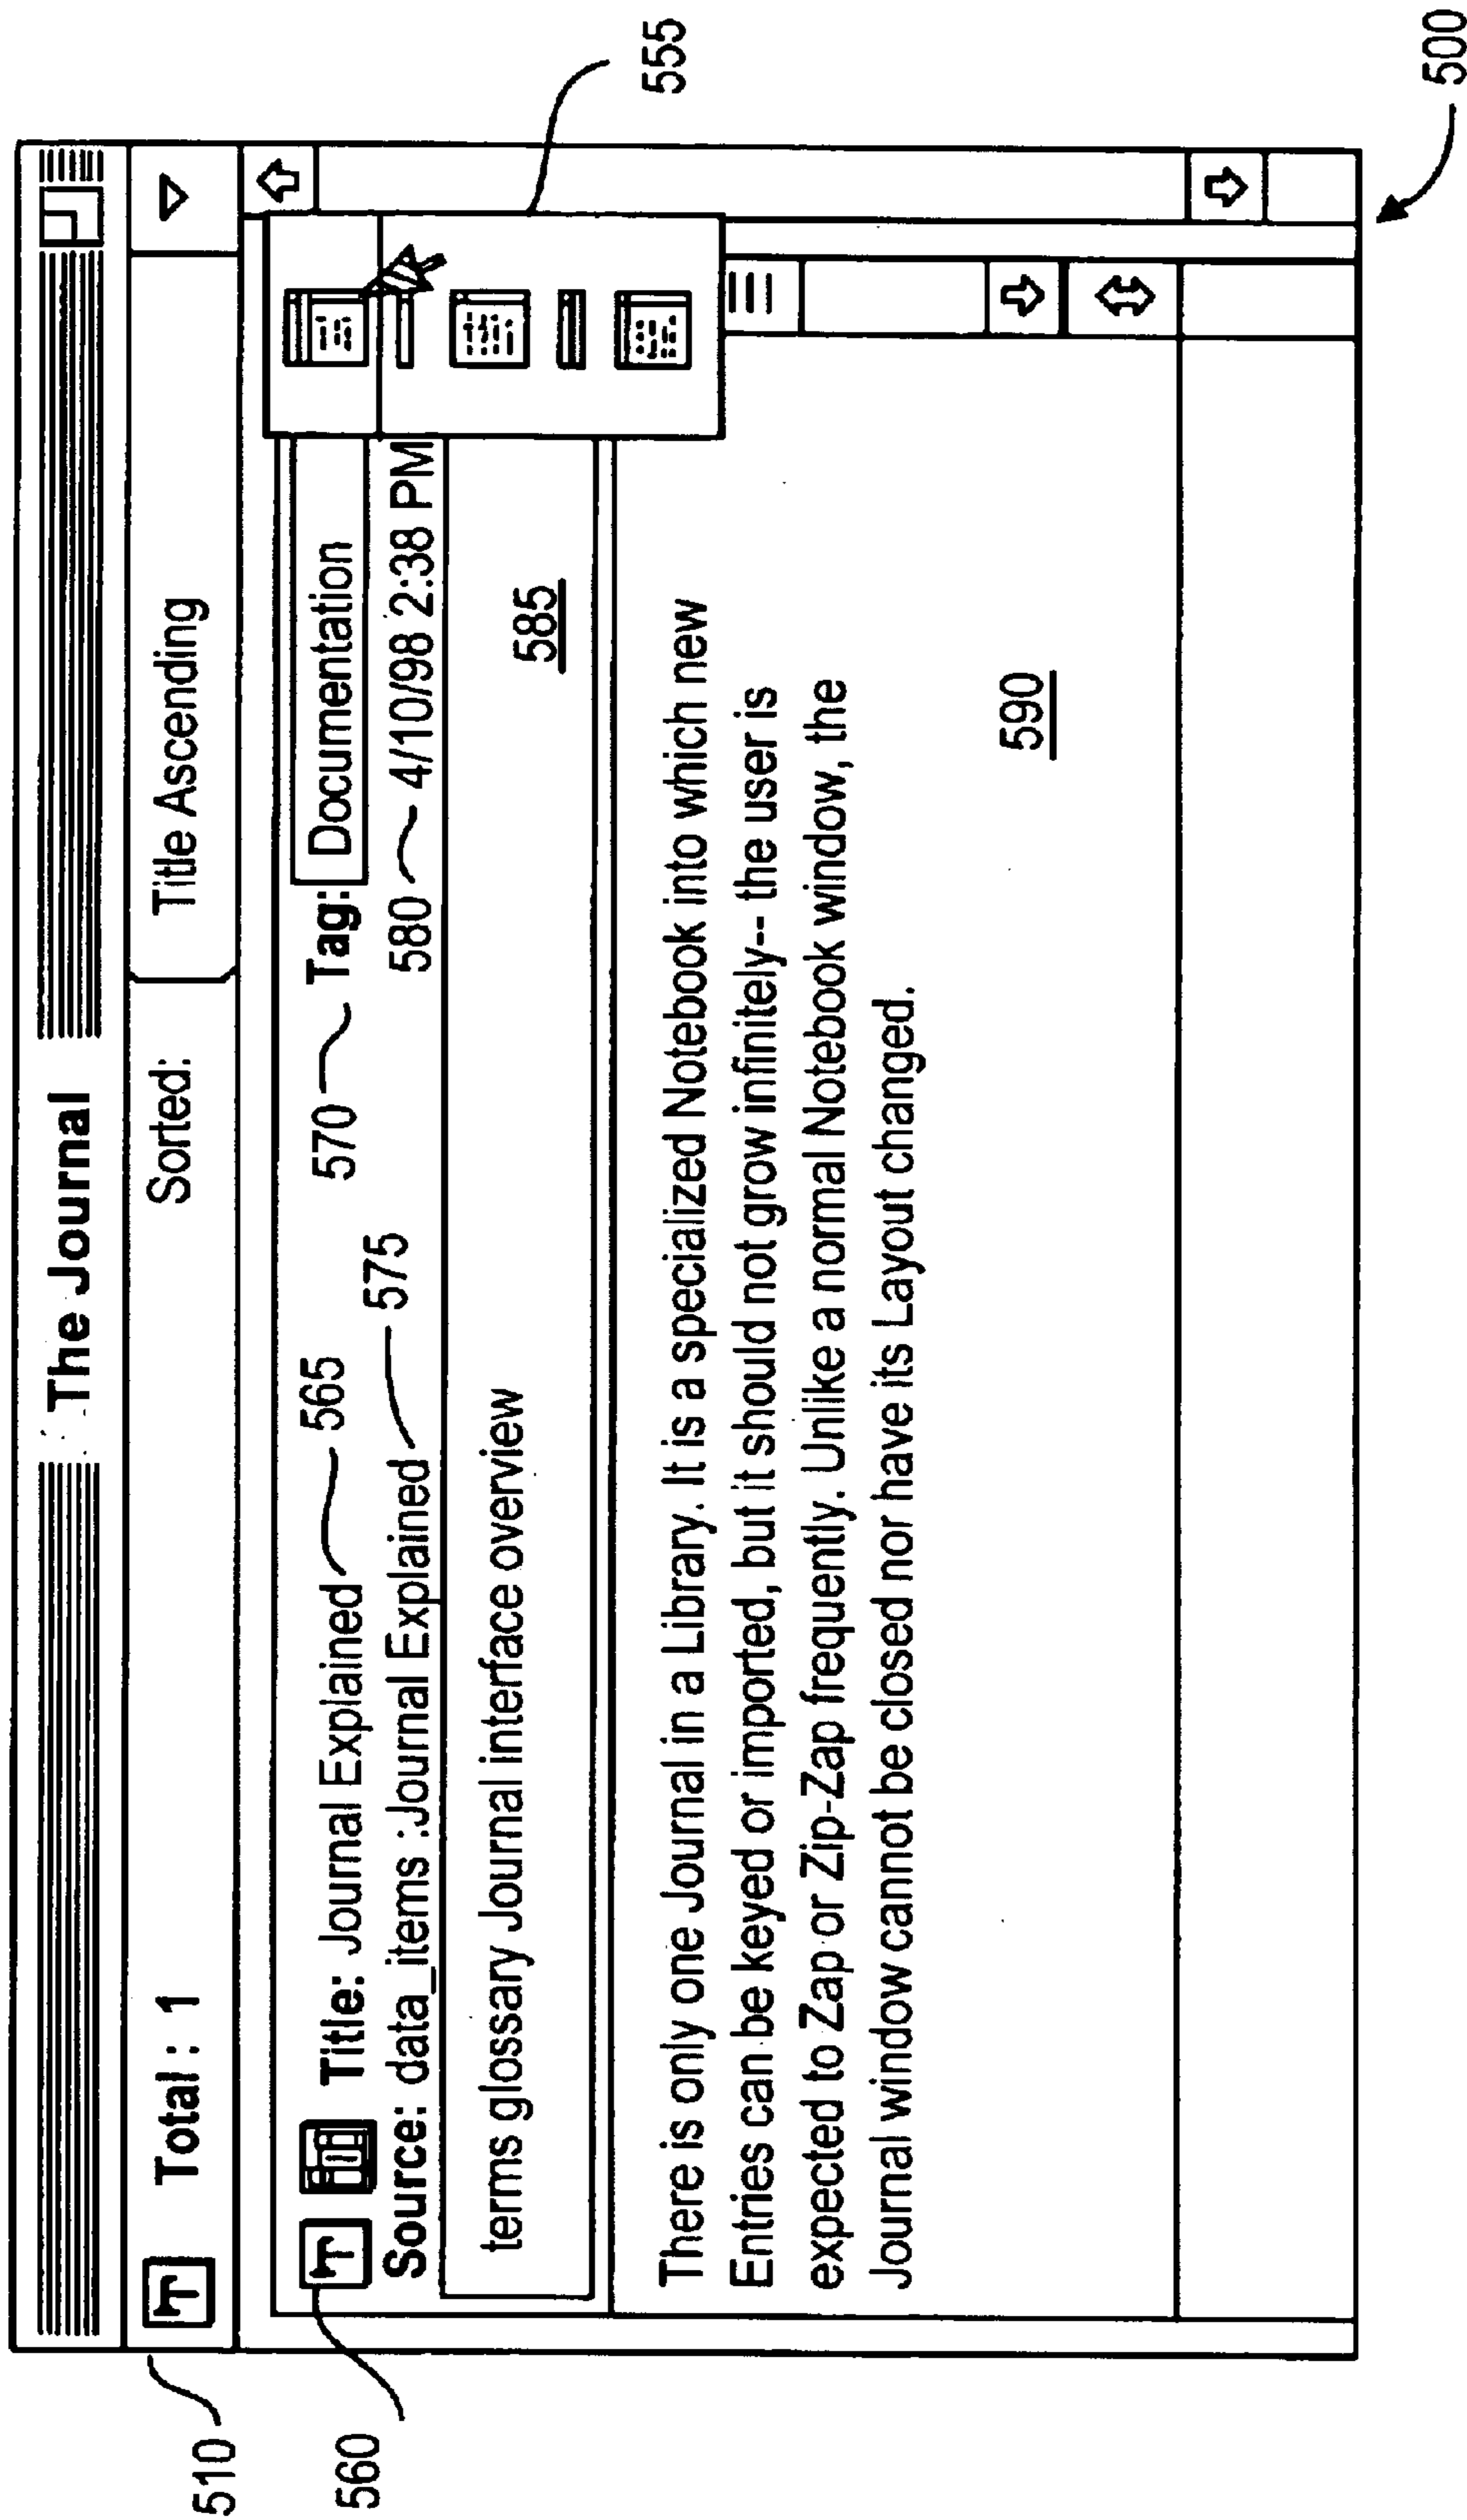 The Journal
T Total : 1 Sorted: Title Ascending
510
T Title: Journal Explained 565 570 Tag: Documentation
560
Source: data_items :Journal Explained 575 580 4/10/98 2:38 PM
terms glossary Journal interface overview
585
555
There is only one Journal in a Library. It is a specialized Notebook into which new
Entries can be keyed or imported, but it should not grow infinitely-- the user is
expected to Zap or Zip-Zap frequently. Unlike a normal Notebook window, the
Journal window cannot be closed nor have its Layout changed.
590
500